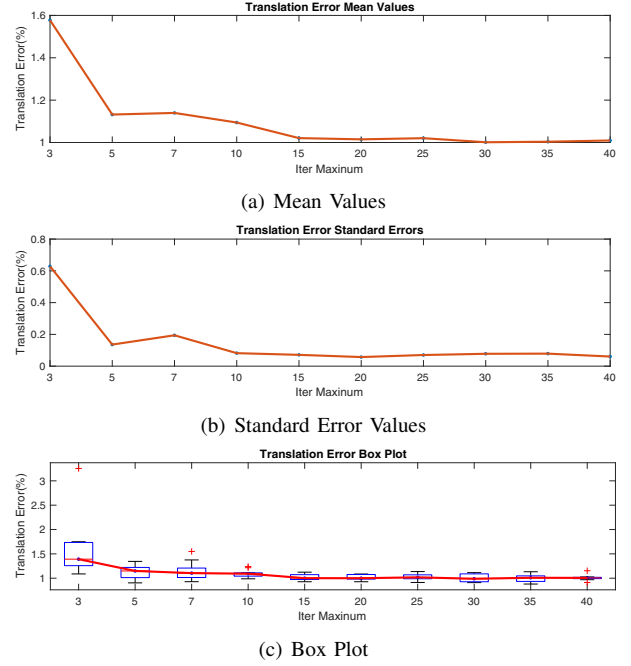 Translation Error Mean Values
Translation Error(%)
1.6
1.4
1.2
1
3 5 7 10 15 20 25 30 35 40
Iter Maxinum
(a) Mean Values
Translation Error Standard Errors
Translation Error(%)
0.8
0.6
0.4
0.2
0
3 5 7 10 15 20 25 30 35 40
Iter Maxinum
(b) Standard Error Values
Translation Error Box Plot
Translation Error(%)
3
2.5
2
1.5
1
3 5 7 10 15 20 25 30 35 40
Iter Maxinum
(c) Box Plot